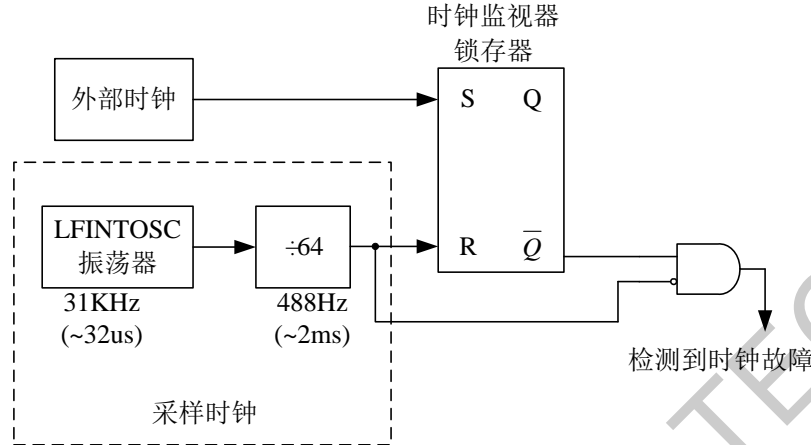 时钟监视器
锁存器
外部时钟
S Q
LFINTOSC
振荡器
÷64
R Q
31KHz
(~32us)
488Hz
(~2ms)
检测到时钟故障
采样时钟